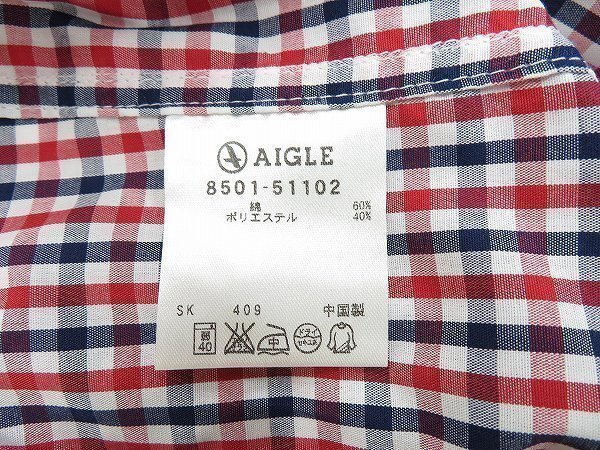 AIGLE
8501-51102
綿 60%
ポリエステル 40%
SK 409 中国製
弱 40 中 ドライ